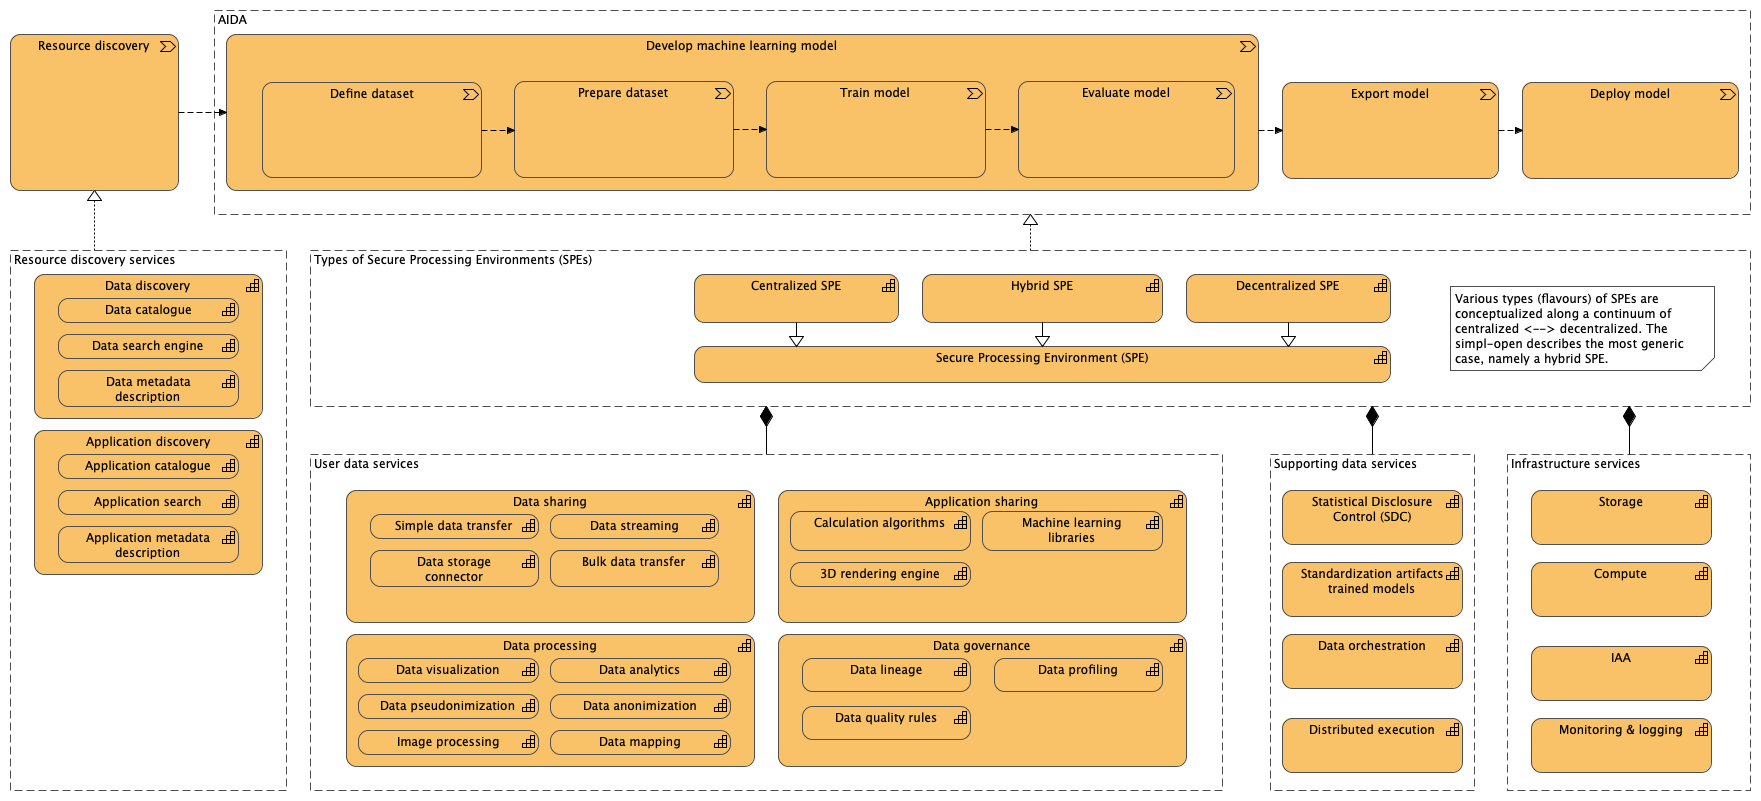 AIDA
Resource discovery
Develop machine learning model
Define dataset
Prepare dataset
Train model
Evaluate model
Export model
Deploy model
Resource discovery services
Data discovery
Data catalogue
Data search engine
Data metadata
description
Application discovery
Application catalogue
Application search
Application metadata
description
Types of Secure Processing Environments (SPEs)
Centralized SPE
Hybrid SPE
Decentralized SPE
Secure Processing Environment (SPE)
Various types (flavours) of SPEs are
conceptualized along a continuum of
centralized <--> decentralized. The
simpl-open describes the most generic
case, namely a hybrid SPE.
User data services
Data sharing
Simple data transfer
Data streaming
Data storage
connector
Bulk data transfer
Application sharing
Calculation algorithms
Machine learning
libraries
3D rendering engine
Data processing
Data visualization
Data analytics
Data pseudonimization
Data anonimization
Image processing
Data mapping
Data governance
Data lineage
Data profiling
Data quality rules
Supporting data services
Statistical Disclosure
Control (SDC)
Standardization artifacts
trained models
Data orchestration
Distributed execution
Infrastructure services
Storage
Compute
IAA
Monitoring & logging